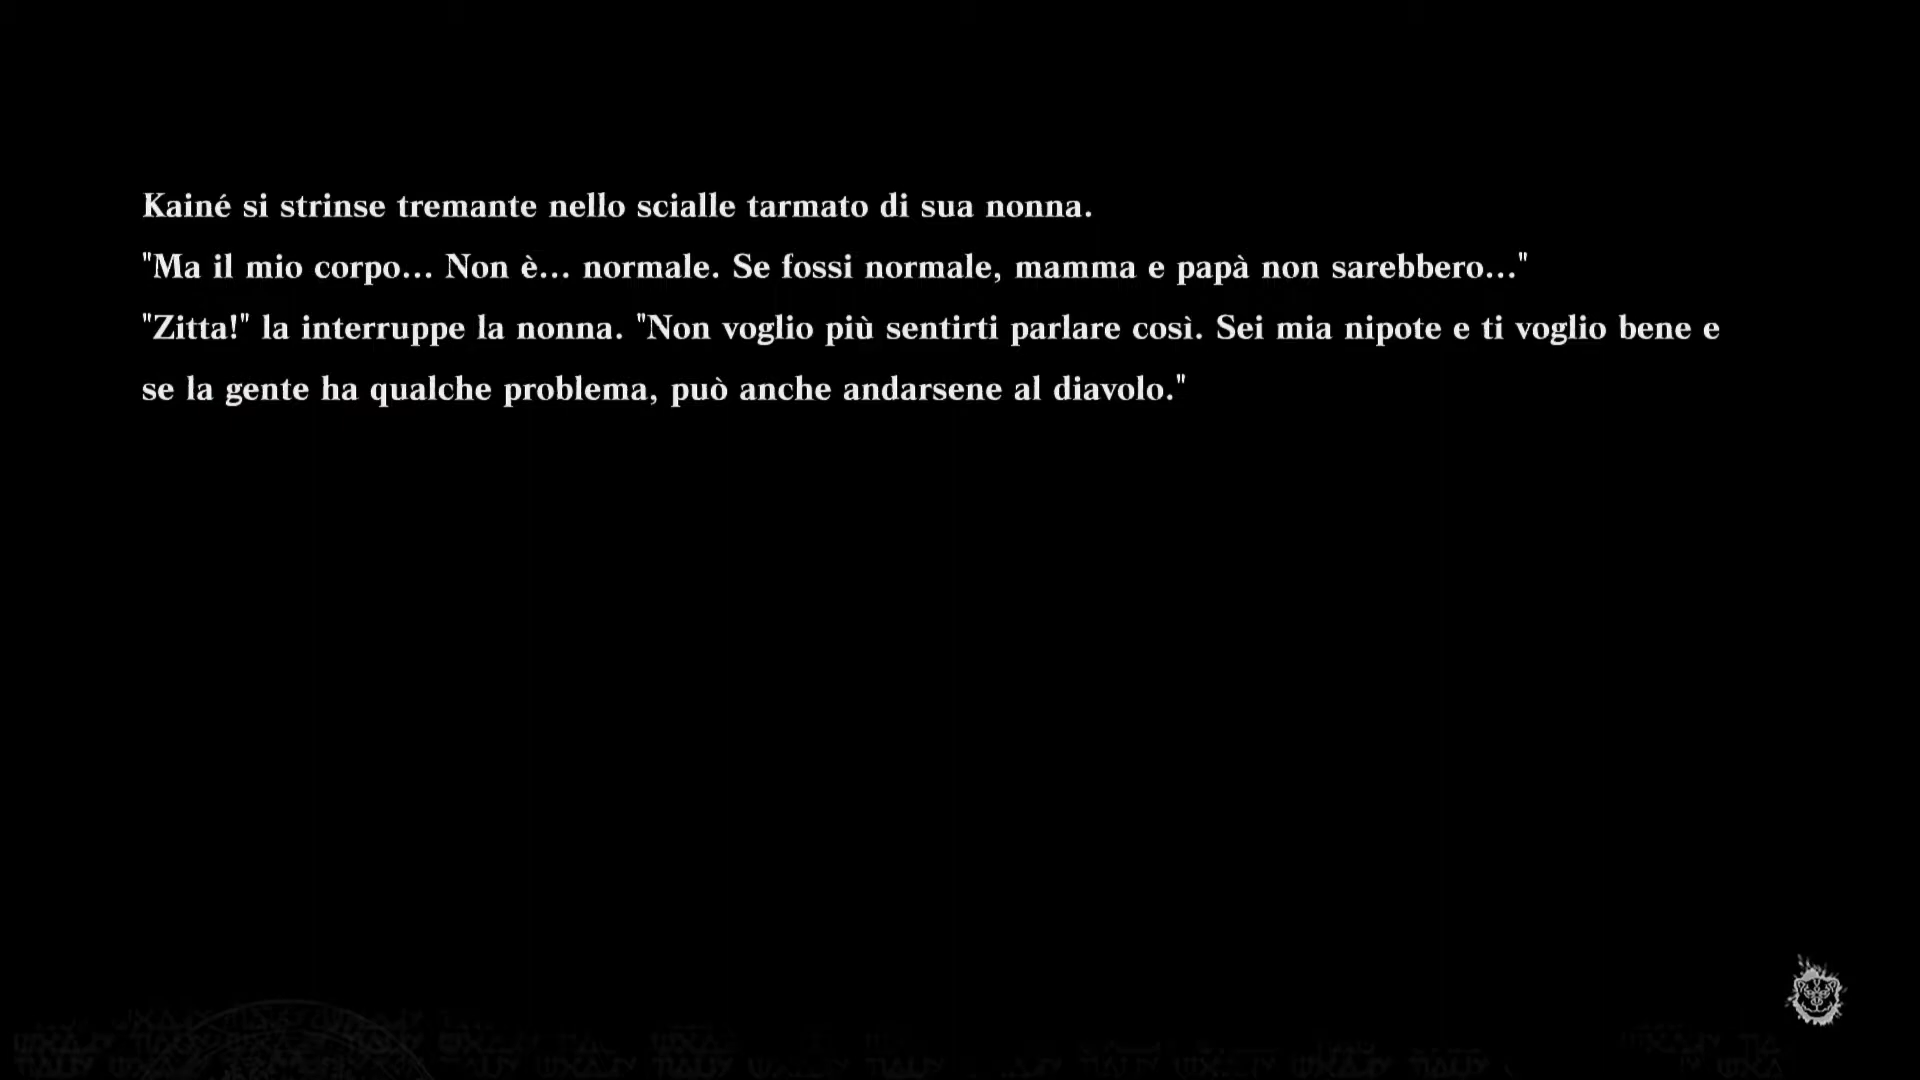 Kainé si strinse tremante nello scialle tarmato di sua nonna.
"Ma il mio corpo... Non è... normale. Se fossi normale, mamma e papà non sarebbero..."
"Zitta!" la interruppe la nonna. "Non voglio più sentirti parlare così. Sei mia nipote e ti voglio bene e
se la gente ha qualche problema, può anche andarsene al diavolo."